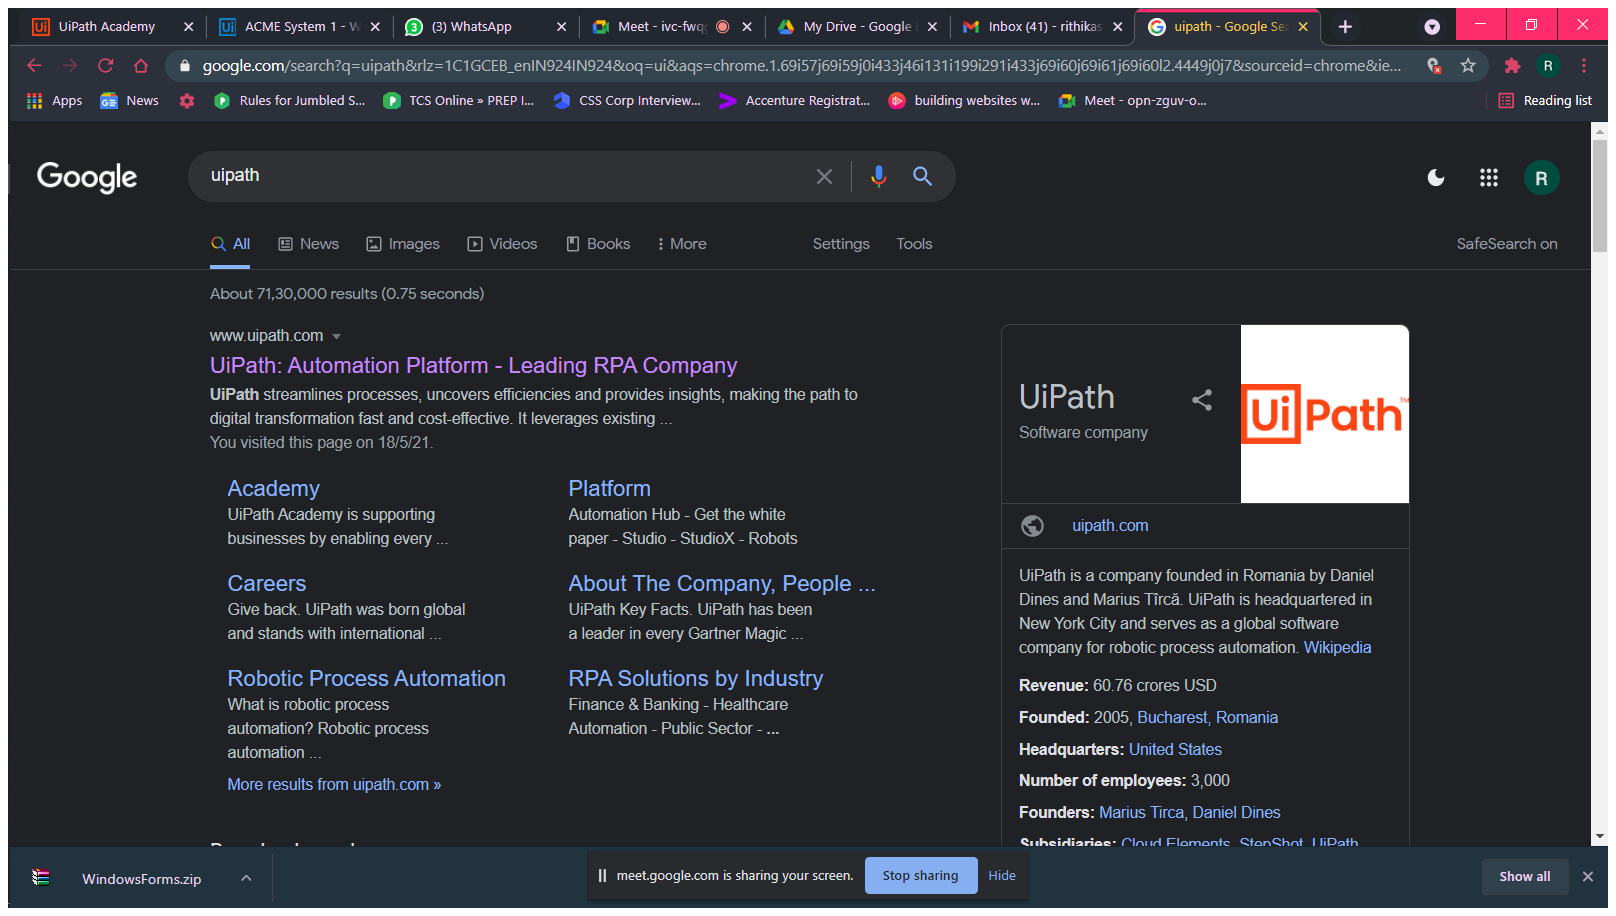 UiPath Academy
ACME System 1 - W
(3) WhatsApp
Meet - ivc-fwqg
My Drive - Google
Inbox (41) - rithikas
uipath - Google Sea
google.com/search?q=uipath&rlz=1C1GCEB_enIN924IN924&oq=ui&aqs=chrome.1.69i57j69i59j0i433j46i131i199i291i433j69i60j69i61j69i60l2.4449j0j7&sourceid=chrome&ie...
R
Apps
News
Rules for Jumbled S...
TCS Online » PREP I...
CSS Corp Interview...
Accenture Registrat...
building websites w...
Meet - opn-zguv-o...
Reading list
Google
uipath
R
All
News
Images
Videos
Books
More
Settings
Tools
SafeSearch on
About 71,30,000 results (0.75 seconds)
www.uipath.com
UiPath: Automation Platform - Leading RPA Company
UiPath streamlines processes, uncovers efficiencies and provides insights, making the path to
digital transformation fast and cost-effective. It leverages existing ...
You visited this page on 18/5/21.
Academy
UiPath Academy is supporting
businesses by enabling every ...
Platform
Automation Hub - Get the white
paper - Studio - StudioX - Robots
Careers
Give back. UiPath was born global
and stands with international ...
About The Company, People ...
UiPath Key Facts. UiPath has been
a leader in every Gartner Magic ...
Robotic Process Automation
What is robotic process
automation? Robotic process
automation ...
RPA Solutions by Industry
Finance & Banking - Healthcare
Automation - Public Sector - ...
More results from uipath.com »
UiPath
Software company
UiPath™
uipath.com
UiPath is a company founded in Romania by Daniel
Dines and Marius Tîrcă. UiPath is headquartered in
New York City and serves as a global software
company for robotic process automation. Wikipedia
Revenue: 60.76 crores USD
Founded: 2005, Bucharest, Romania
Headquarters: United States
Number of employees: 3,000
Founders: Marius Tirca, Daniel Dines
Subsidiaries: Cloud Elements, StepShot, UiPath
WindowsForms.zip
meet.google.com is sharing your screen.
Stop sharing
Hide
Show all